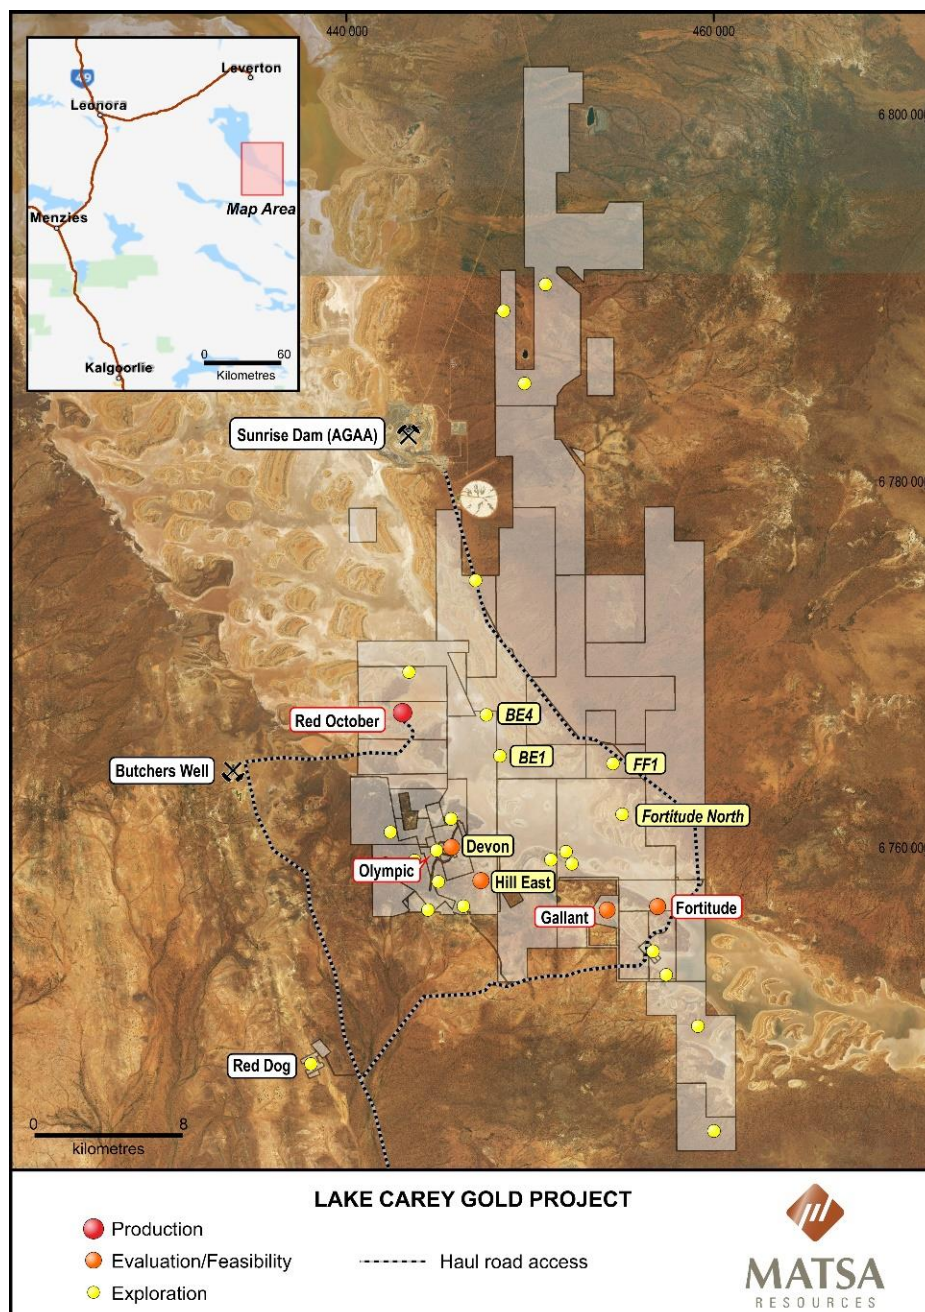 440 000
460 000
6 800 000
49
Leverton
Leonora
Menzies
Map Area
Kalgoorlie
0 60
Kilometres
Sunrise Dam (AGAA)
6 780 000
Red October
BE4
BE1
FF1
Butchers Well
Fortitude North
Devon
6 760 000
Olympic
Hill East
Gallant
Fortitude
Red Dog
0 8
kilometres
LAKE CAREY GOLD PROJECT
Production
Evaluation/Feasibility
Haul road access
Exploration
MATSA
RESOURCES